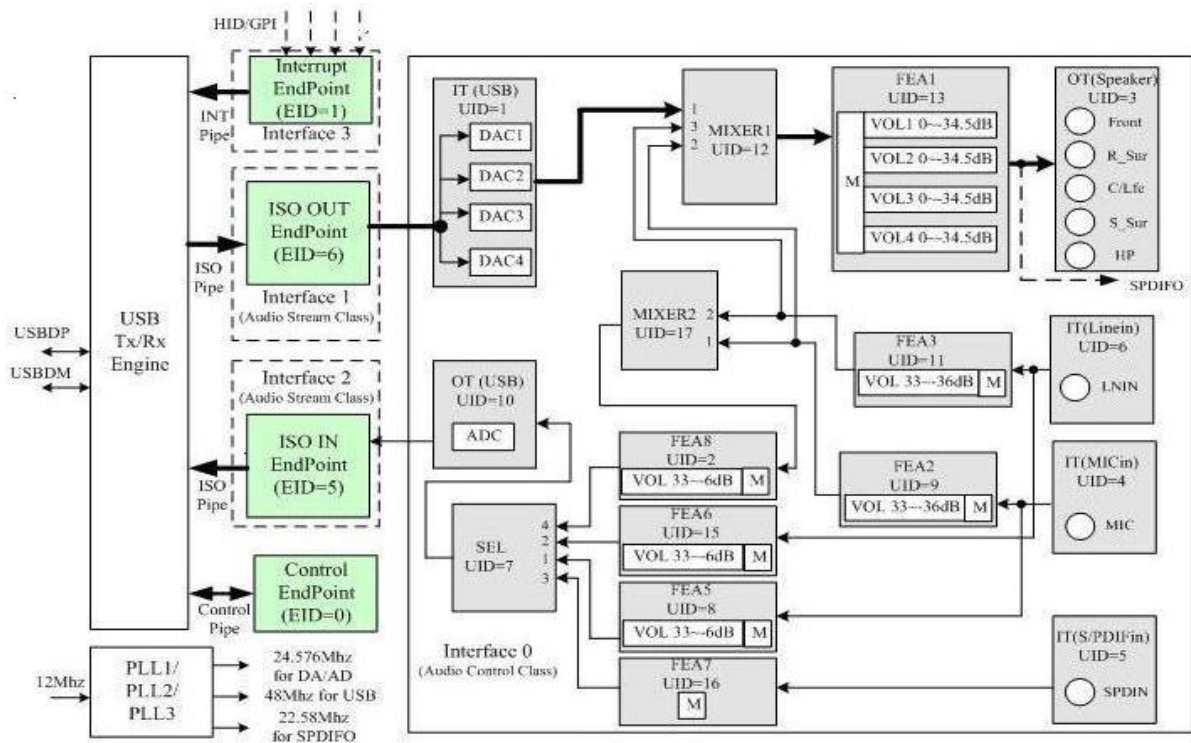 HID/GPI
Interrupt
EndPoint
(EID=1)
INT
Pipe
Interface 3
ISO OUT
EndPoint
(EID=6)
ISO
Pipe
Interface 1
(Audio Stream Class)
USB
Tx/Rx
Engine
USBDP
USBDM
Interface 2
(Audio Stream Class)
ISO IN
EndPoint
(EID=5)
ISO
Pipe
Control
EndPoint
(EID=0)
Control
Pipe
12Mhz
PLL1/
PLL2/
PLL3
24.576Mhz
for DA/AD
48Mhz for USB
22.58Mhz
for SPDIFO
IT (USB)
UID=1
DAC1
DAC2
DAC3
DAC4
1
3
2
MIXER1
UID=12
FEA1
UID=13
M
VOL1 0~-34.5dB
VOL2 0~-34.5dB
VOL3 0~-34.5dB
VOL4 0~-34.5dB
OT(Speaker)
UID=3
Front
R_Sur
C/Lfe
S_Sur
HP
SPDIFO
MIXER2
UID=17
2
1
FEA3
UID=11
VOL 33~-36dB
M
IT(Linein)
UID=6
LNIN
OT (USB)
UID=10
ADC
FEA8
UID=2
VOL 33~-6dB
M
FEA2
UID=9
VOL 33~-36dB
M
IT(MICin)
UID=4
MIC
SEL
UID=7
4
2
1
3
FEA6
UID=15
VOL 33~-6dB
M
FEA5
UID=8
VOL 33~-6dB
M
Interface 0
(Audio Control Class)
FEA7
UID=16
M
IT(S/PDIFin)
UID=5
SPDIN